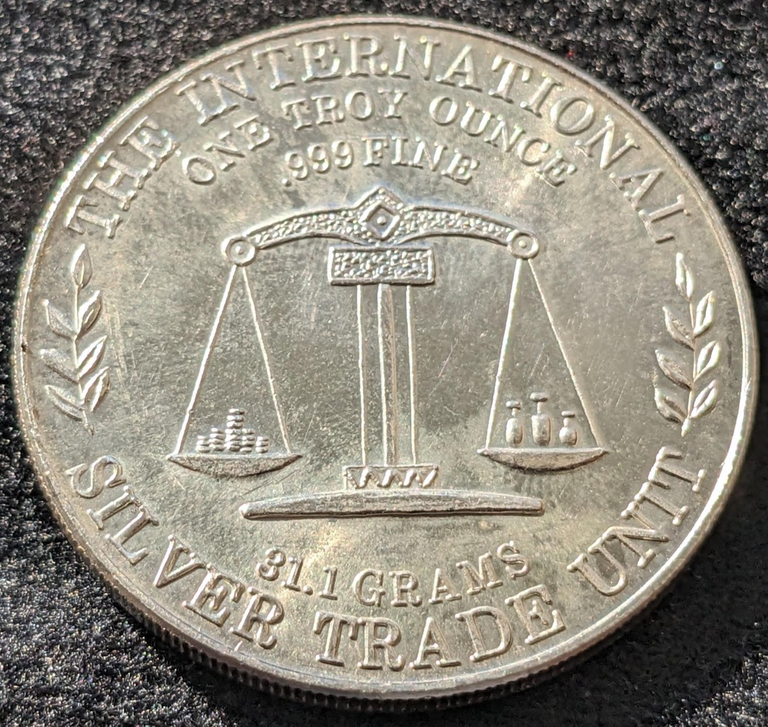 THE INTERNATIONAL
ONE TROY OUNCE
.999 FINE
31.1 GRAMS
SILVER TRADE UNIT